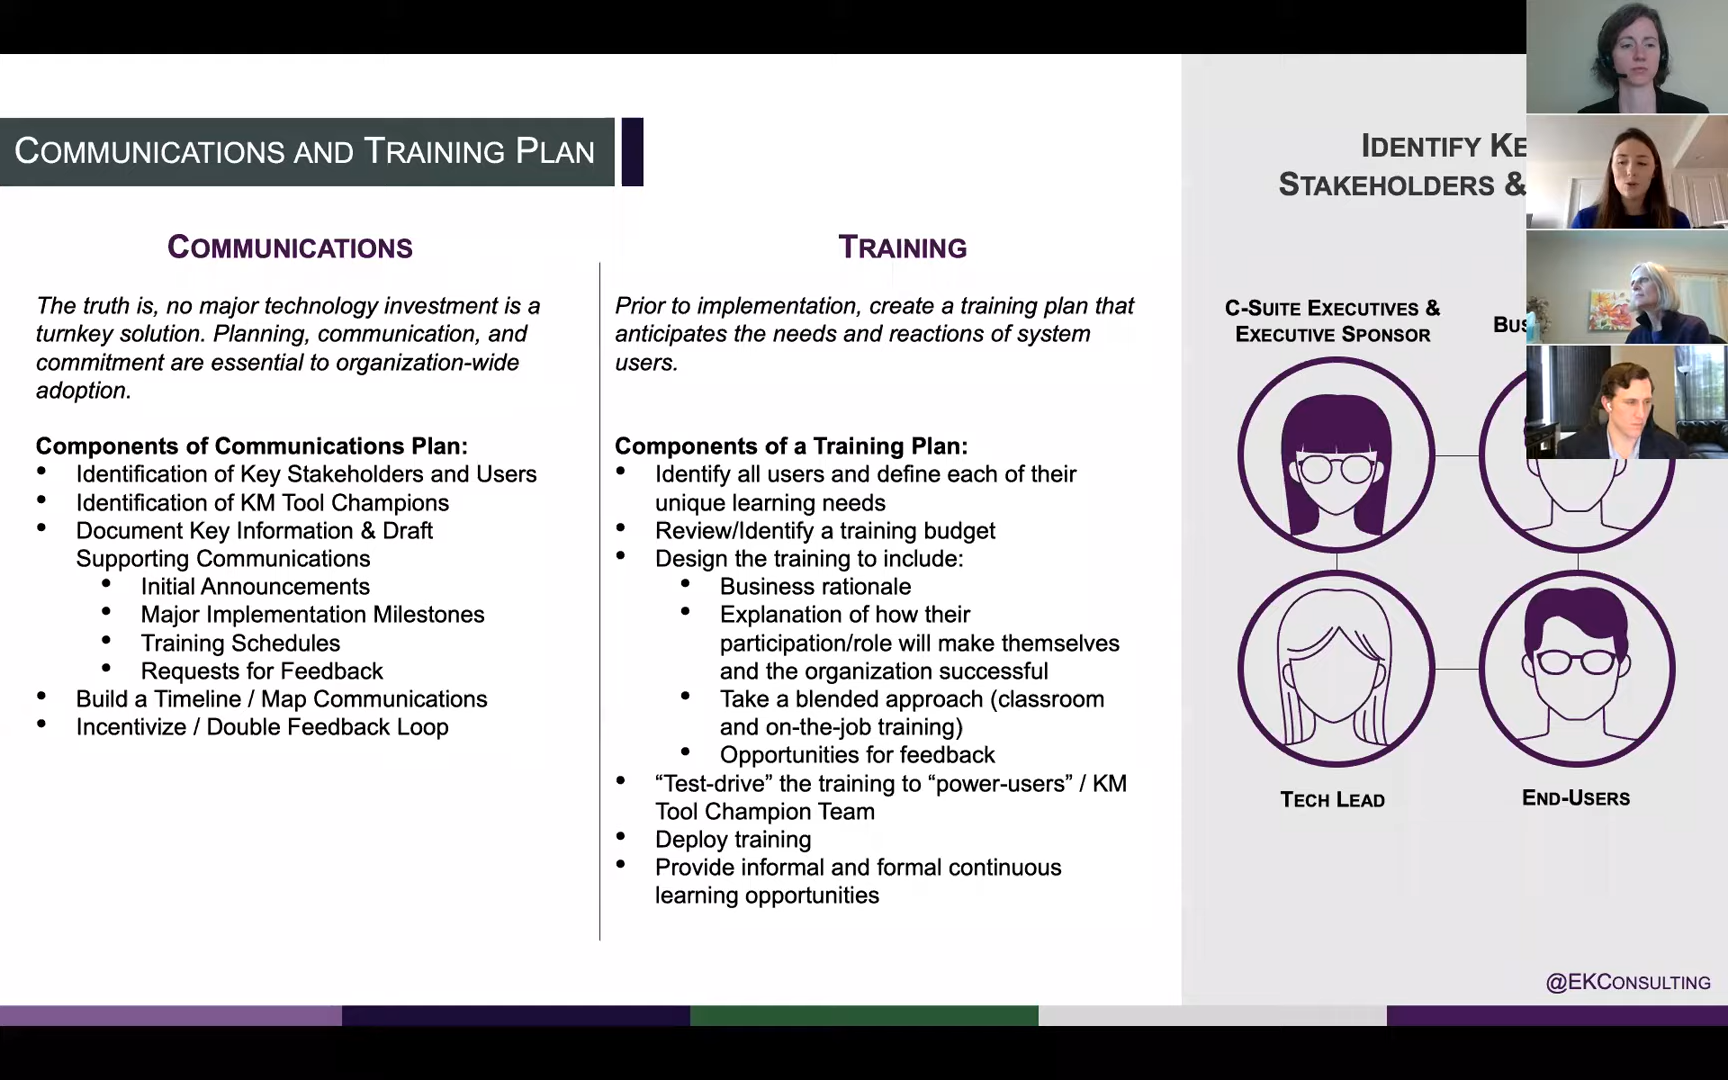 COMMUNICATIONS AND TRAINING PLAN
COMMUNICATIONS
The truth is, no major technology investment is a
turnkey solution. Planning, communication, and
commitment are essential to organization-wide
adoption.
Components of Communications Plan:
• Identification of Key Stakeholders and Users
• Identification of KM Tool Champions
• Document Key Information & Draft
Supporting Communications
• Initial Announcements
• Major Implementation Milestones
• Training Schedules
• Requests for Feedback
• Build a Timeline / Map Communications
• Incentivize / Double Feedback Loop
TRAINING
Prior to implementation, create a training plan that
anticipates the needs and reactions of system
users.
Components of a Training Plan:
• Identify all users and define each of their
unique learning needs
• Review/Identify a training budget
• Design the training to include:
• Business rationale
• Explanation of how their
participation/role will make themselves
and the organization successful
• Take a blended approach (classroom
and on-the-job training)
• Opportunities for feedback
• “Test-drive” the training to “power-users” / KM
Tool Champion Team
• Deploy training
• Provide informal and formal continuous
learning opportunities
IDENTIFY
STAKEHOLDERS &
C-SUITE EXECUTIVES &
EXECUTIVE SPONSOR
TECH LEAD
END-USERS
@EKCONSULTING